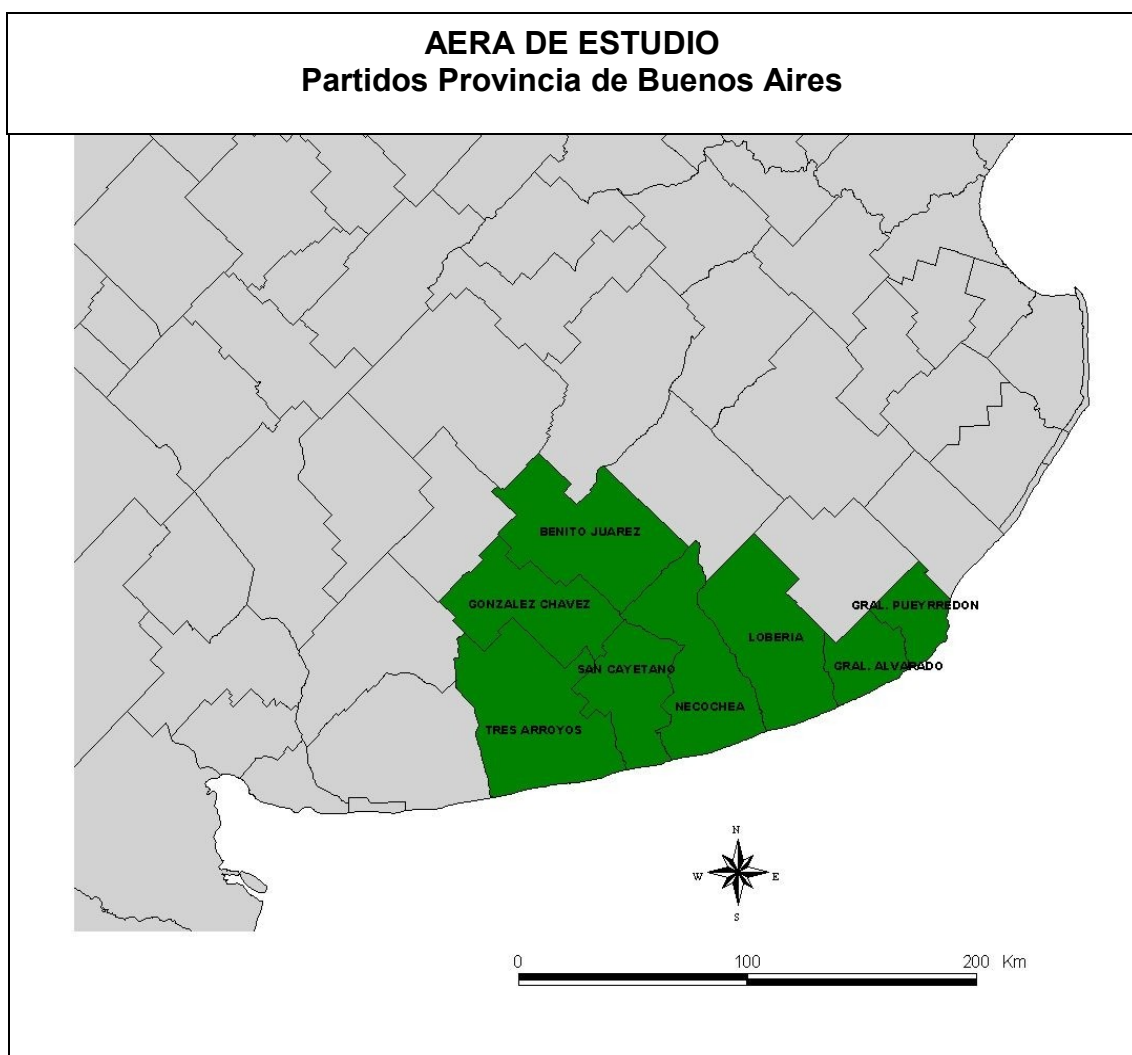 AERA DE ESTUDIO
Partidos Provincia de Buenos Aires
BENITO JUAREZ
GONZALEZ CHAVEZ
GRAL. PUEYRREDON
LOBERIA
SAN CAYETANO
GRAL. ALVARADO
NECOCHEA
TRES ARROYOS
N
W E
S
0 100 200 Km